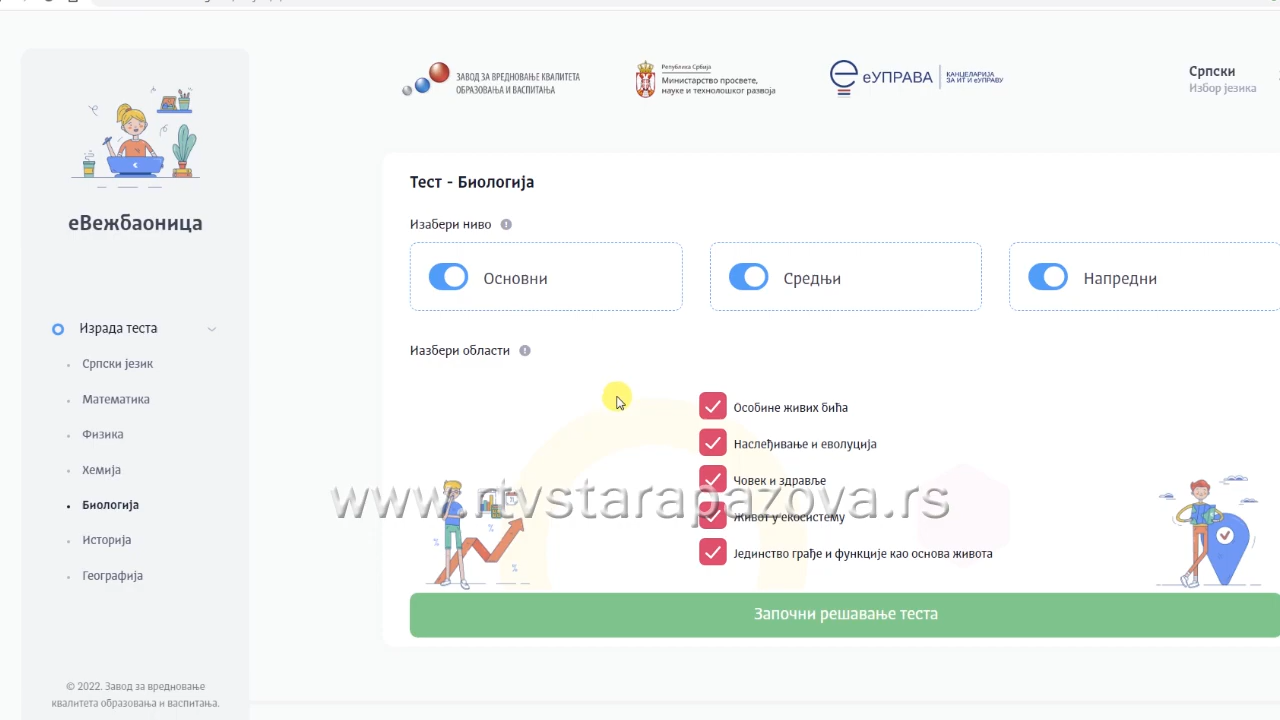 ЗАВОД ЗА ВРЕДНОВАЊЕ КВАЛИТЕТА
ОБРАЗОВАЊА И ВАСПИТАЊА
Република Србија
Министарство просвете,
науке и технолошког развоја
еУПРАВА
КАНЦЕЛАРИЈА
ЗА ИТ И еУПРАВУ
Српски
Избор језика
еВежбаоница
Израда теста
Српски језик
Математика
Физика
Хемија
Биологија
Историја
Географија
© 2022. Завод за вредновање
квалитета образовања и васпитања.
Тест - Биологија
Изабери ниво
Основни
Средњи
Напредни
Иазбери области
Особине живих бића
Наслеђивање и еволуција
Човек и здравље
Живот у екосистему
Јединство грађе и функције као основа живота
www.rtvstarapazova.rs
Започни решавање теста